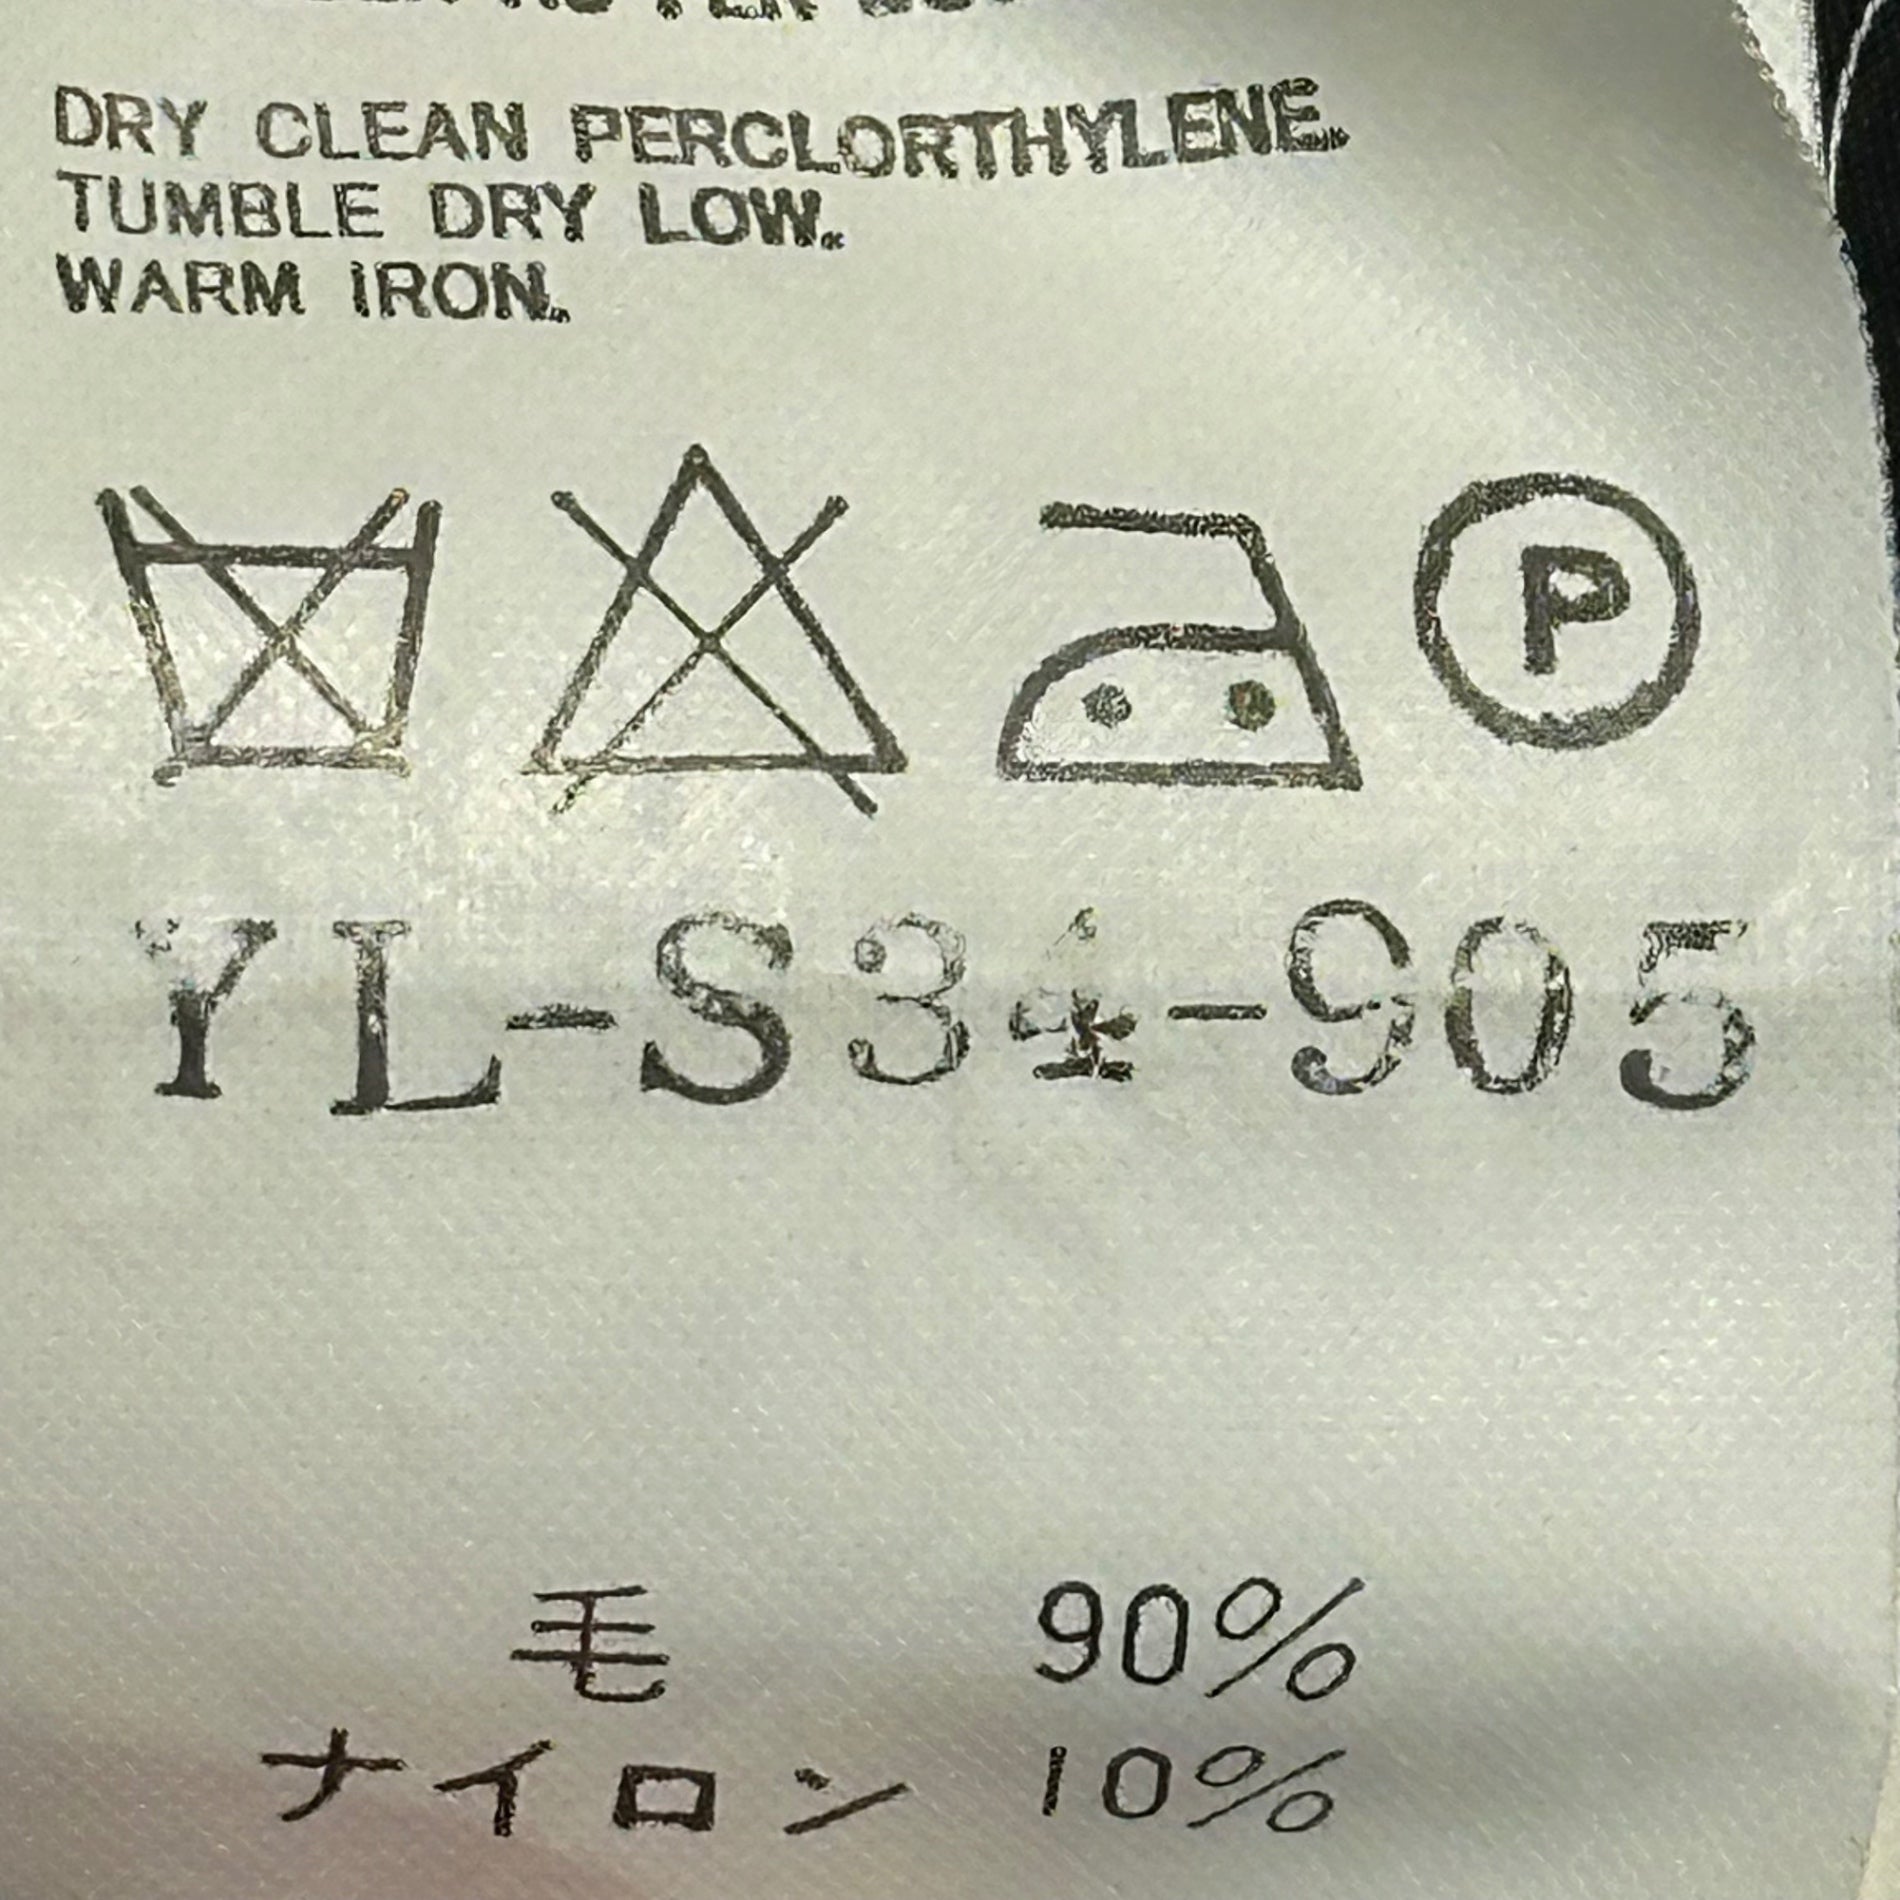 DRY CLEAN PERCLORTHYLENE.
TUMBLE DRY LOW.
WARM IRON.
P
YL-S34-905
毛 90%
ナイロン 10%